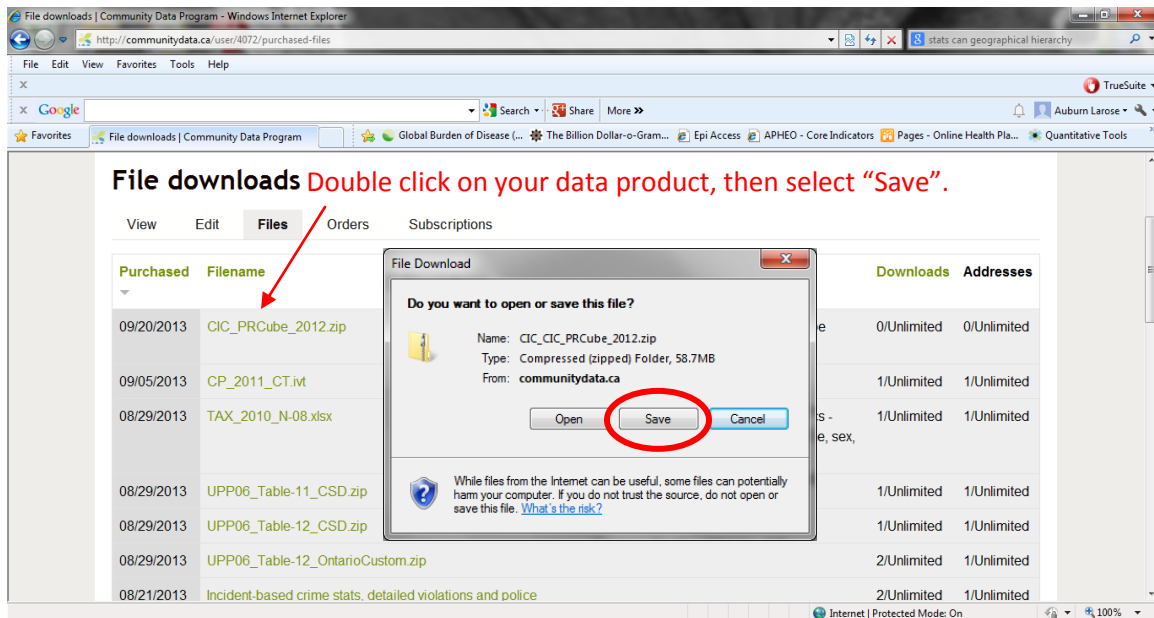 File downloads | Community Data Program - Windows Internet Explorer
http://communitydata.ca/user/4072/purchased-files
stats can geographical hierarchy
File Edit View Favorites Tools Help
x
TrueSuite
x Google
Search
Share
More »
Auburn Larose
Favorites
File downloads | Community Data Program
Global Burden of Disease (...
The Billion Dollar-o-Gram...
Epi Access
APHEO - Core Indicators
Pages - Online Health Pla...
Quantitative Tools
File downloads
Double click on your data product, then select “Save”.
View Edit Files Orders Subscriptions
Purchased Filename Downloads Addresses
09/20/2013 CIC_PRCube_2012.zip e 0/Unlimited 0/Unlimited
09/05/2013 CP_2011_CT.ivt 1/Unlimited 1/Unlimited
08/29/2013 TAX_2010_N-08.xlsx s - 1/Unlimited 1/Unlimited
e, sex,
08/29/2013 UPP06_Table-11_CSD.zip 1/Unlimited 1/Unlimited
08/29/2013 UPP06_Table-12_CSD.zip 1/Unlimited 1/Unlimited
08/29/2013 UPP06_Table-12_OntarioCustom.zip 2/Unlimited 1/Unlimited
08/21/2013 Incident-based crime stats, detailed violations and police 2/Unlimited 1/Unlimited
File Download
Do you want to open or save this file?
Name: CIC_CIC_PRCube_2012.zip
Type: Compressed (zipped) Folder, 58.7MB
From: communitydata.ca
Open Save Cancel
While files from the Internet can be useful, some files can potentially
harm your computer. If you do not trust the source, do not open or
save this file. What's the risk?
Internet | Protected Mode: On
100%